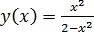 y(x) = x²/(2−x²)